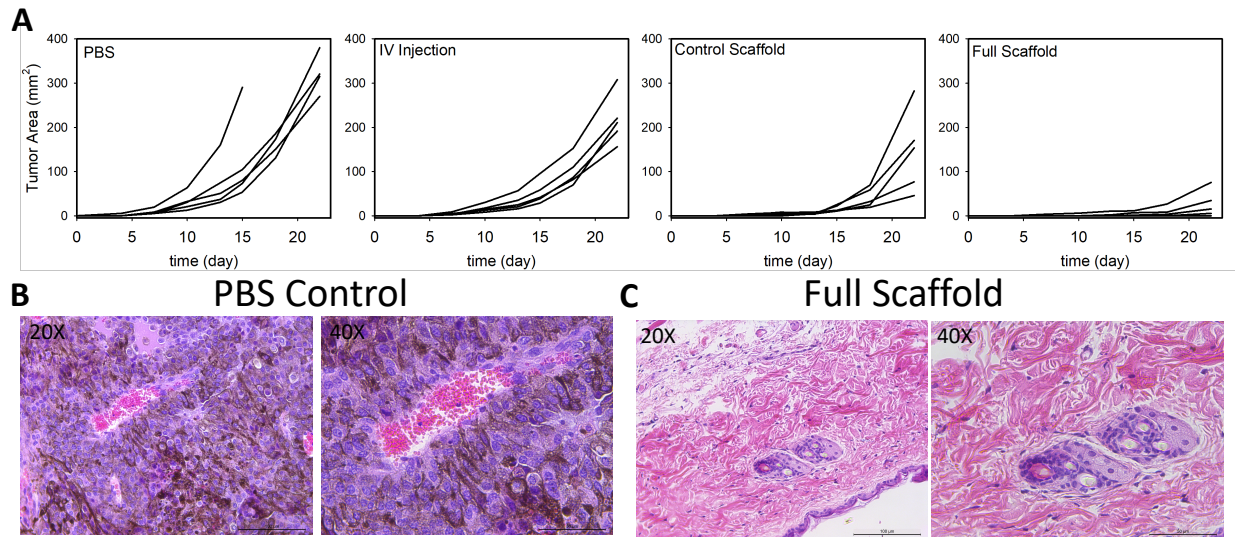 A
PBS
IV Injection
Control Scaffold
Full Scaffold
Tumor Area (mm²)
400
300
200
100
0
0 5 10 15 20
time (day)
400
300
200
100
0
0 5 10 15 20
time (day)
400
300
200
100
0
0 5 10 15 20
time (day)
400
300
200
100
0
0 5 10 15 20
time (day)
B
PBS Control
20X
40X
C
Full Scaffold
20X
40X
100 µm